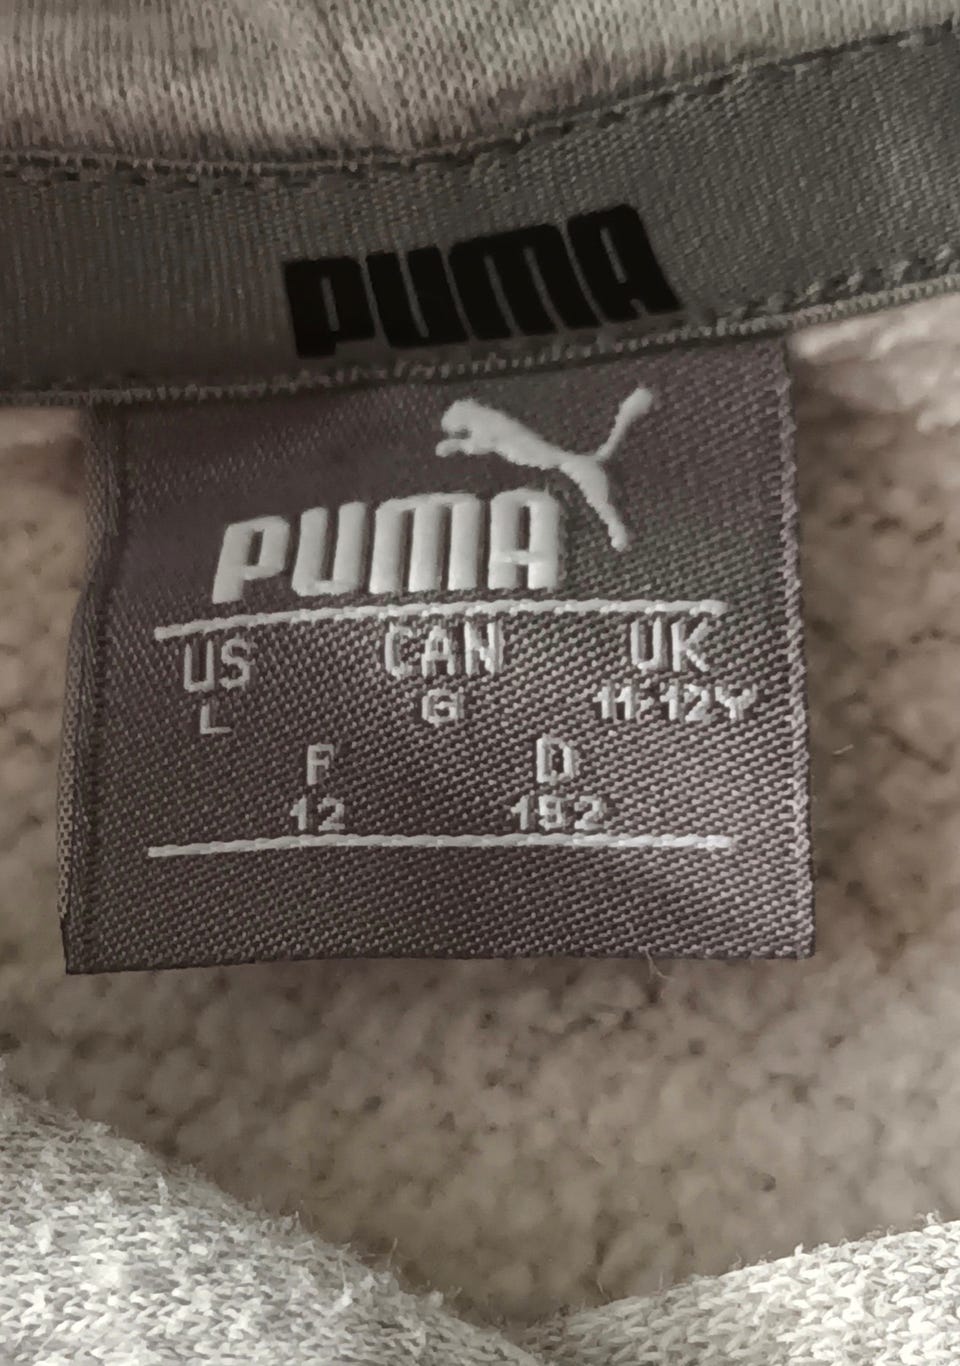 PUMA
PUMA
US CAN UK
L G 11-12Y
F D
12 152